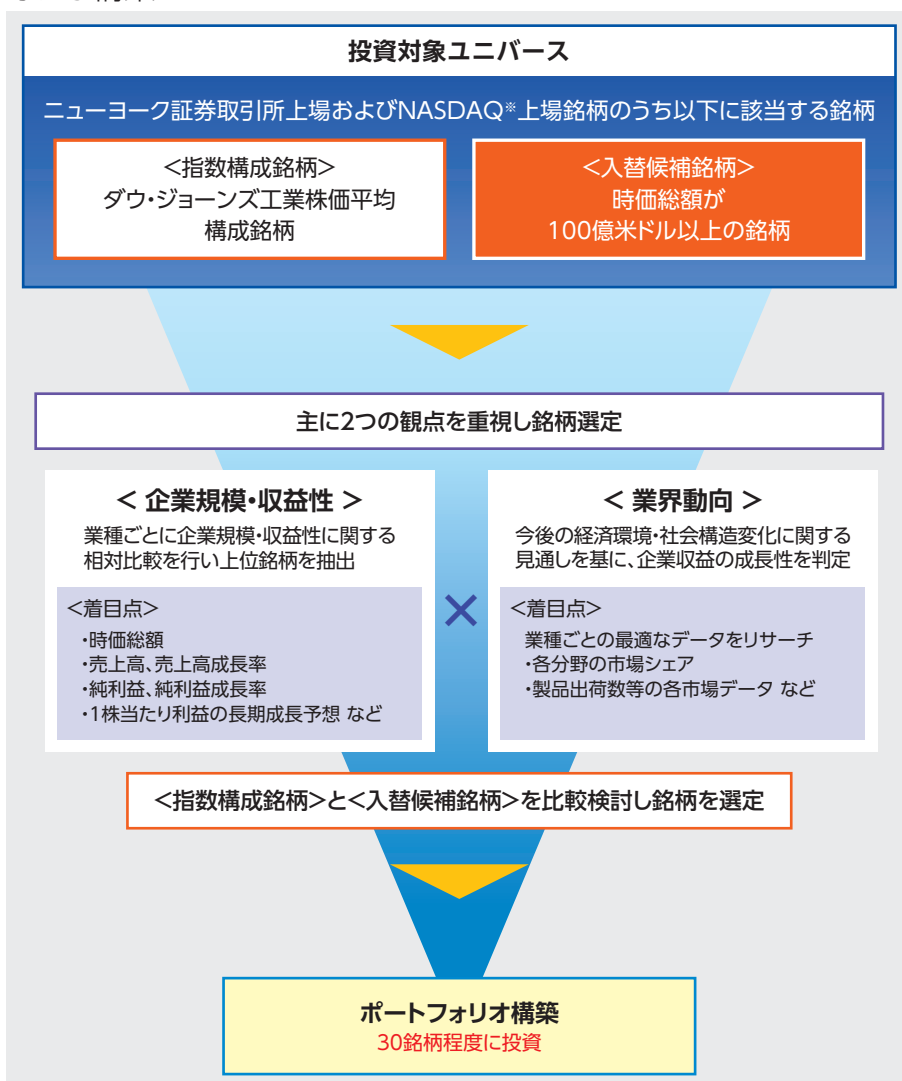 投資対象ユニバース
ニューヨーク証券取引所上場およびNASDAQ※上場銘柄のうち以下に該当する銘柄
＜指数構成銘柄＞
ダウ・ジョーンズ工業株価平均
構成銘柄
＜入替候補銘柄＞
時価総額が
100億米ドル以上の銘柄
主に2つの観点を重視し銘柄選定
＜ 企業規模・収益性 ＞
業種ごとに企業規模・収益性に関する
相対比較を行い上位銘柄を抽出
＜着目点＞
・時価総額
・売上高、売上高成長率
・純利益、純利益成長率
・1株当たり利益の長期成長予想 など
×
＜ 業界動向 ＞
今後の経済環境・社会構造変化に関する
見通しを基に、企業収益の成長性を判定
＜着目点＞
業種ごとの最適なデータをリサーチ
・各分野の市場シェア
・製品出荷数等の各市場データ など
＜指数構成銘柄＞と＜入替候補銘柄＞を比較検討し銘柄を選定
ポートフォリオ構築
30銘柄程度に投資